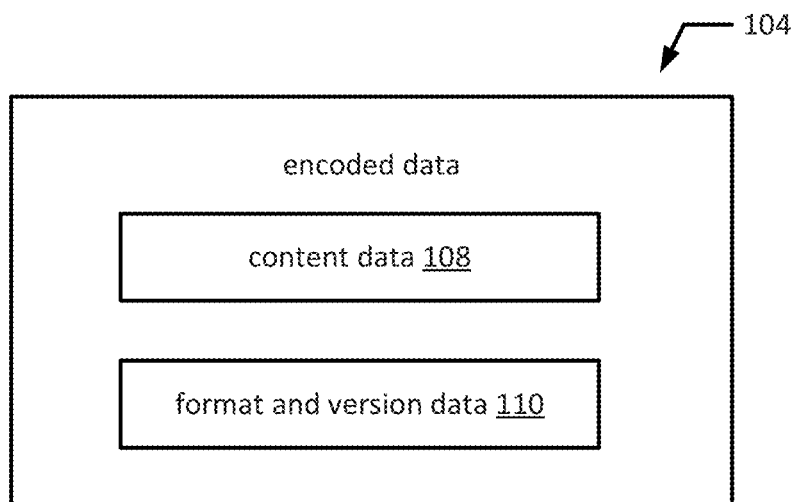 104
encoded data
content data 108
format and version data 110